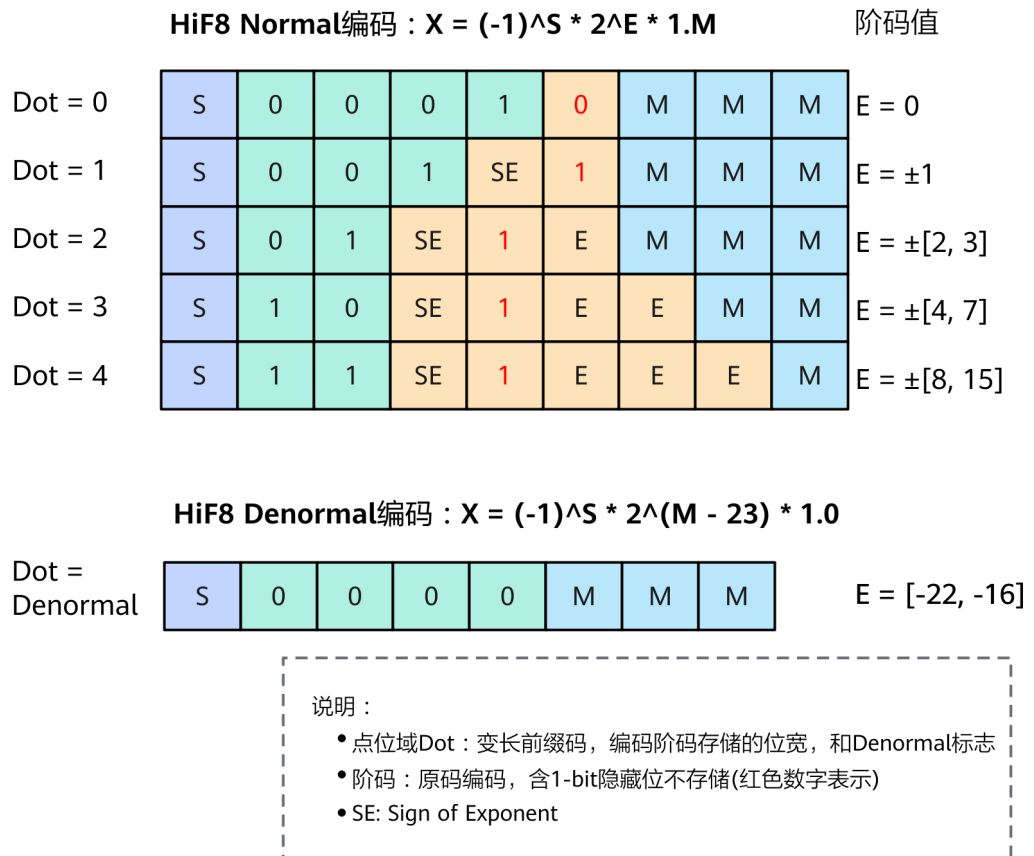 HiF8 Normal编码：X = (-1)^S * 2^E * 1.M 阶码值
Dot = 0 S 0 0 0 1 0 M M M E = 0
Dot = 1 S 0 0 1 SE 1 M M M E = ±1
Dot = 2 S 0 1 SE 1 E M M M E = ±[2, 3]
Dot = 3 S 1 0 SE 1 E E M M E = ±[4, 7]
Dot = 4 S 1 1 SE 1 E E E M E = ±[8, 15]
HiF8 Denormal编码：X = (-1)^S * 2^(M - 23) * 1.0
Dot =
Denormal S 0 0 0 0 M M M E = [-22, -16]
说明：
• 点位域Dot：变长前缀码，编码阶码存储的位宽，和Denormal标志
• 阶码：原码编码，含1-bit隐藏位不存储(红色数字表示)
• SE: Sign of Exponent